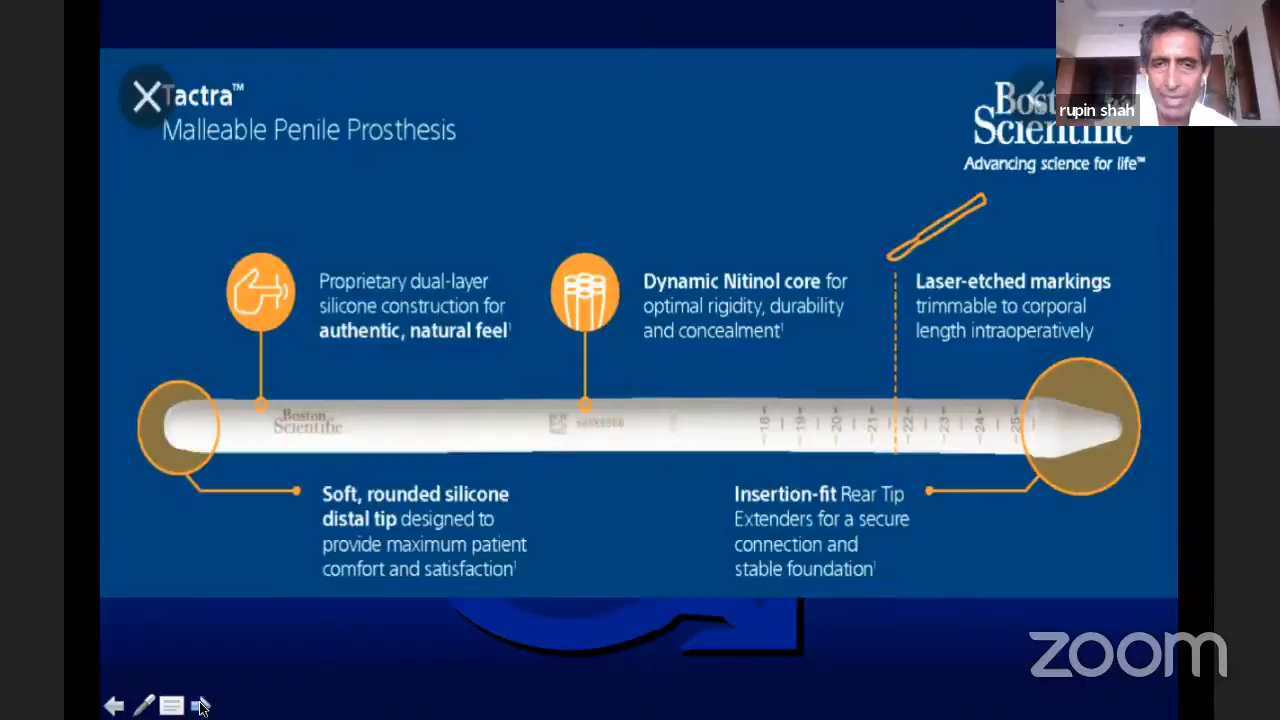 Tactra™
Malleable Penile Prosthesis
Boston
Scientific
Advancing science for life™
rupin shah
Proprietary dual-layer
silicone construction for
authentic, natural feel¹
Dynamic Nitinol core for
optimal rigidity, durability
and concealment¹
Laser-etched markings
trimmable to corporal
length intraoperatively
Boston
Scientific
18 19 20 21 22 23 24 25
Soft, rounded silicone
distal tip designed to
provide maximum patient
comfort and satisfaction¹
Insertion-fit Rear Tip
Extenders for a secure
connection and
stable foundation¹
zoom